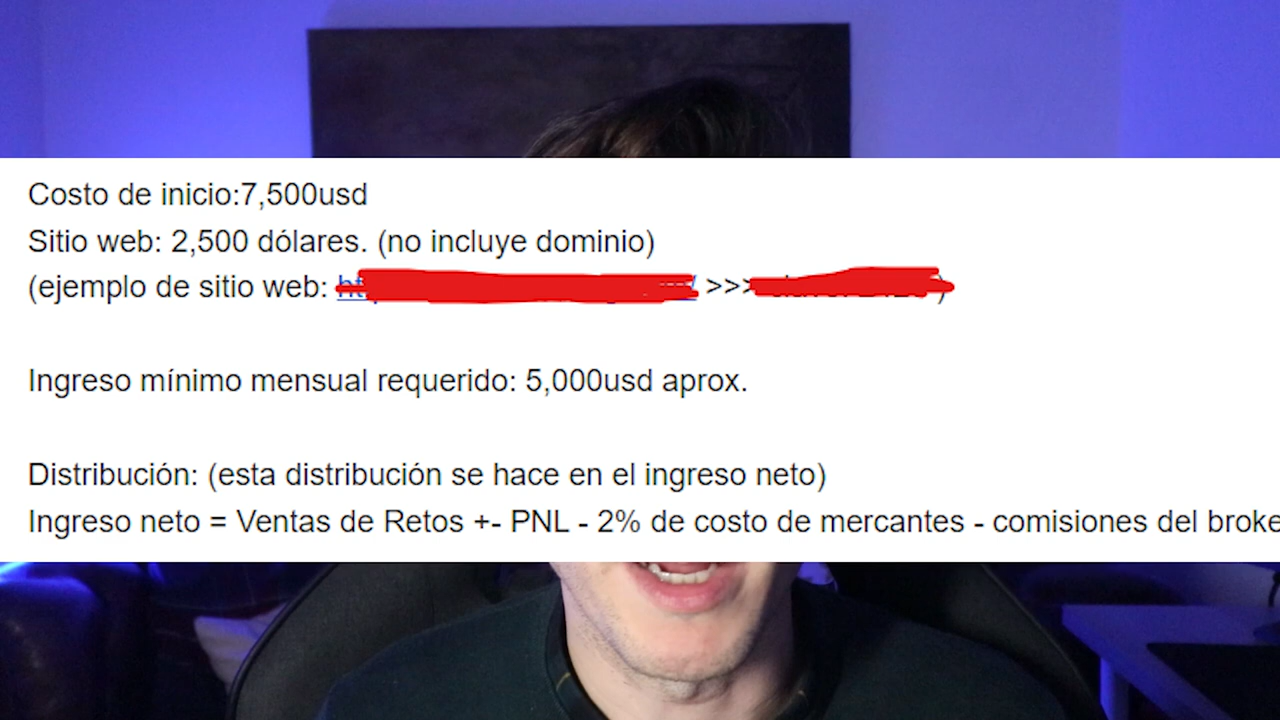 Costo de inicio:7,500usd
Sitio web: 2,500 dólares. (no incluye dominio)
(ejemplo de sitio web: >>> )
Ingreso mínimo mensual requerido: 5,000usd aprox.
Distribución: (esta distribución se hace en el ingreso neto)
Ingreso neto = Ventas de Retos +- PNL - 2% de costo de mercantes - comisiones del broke